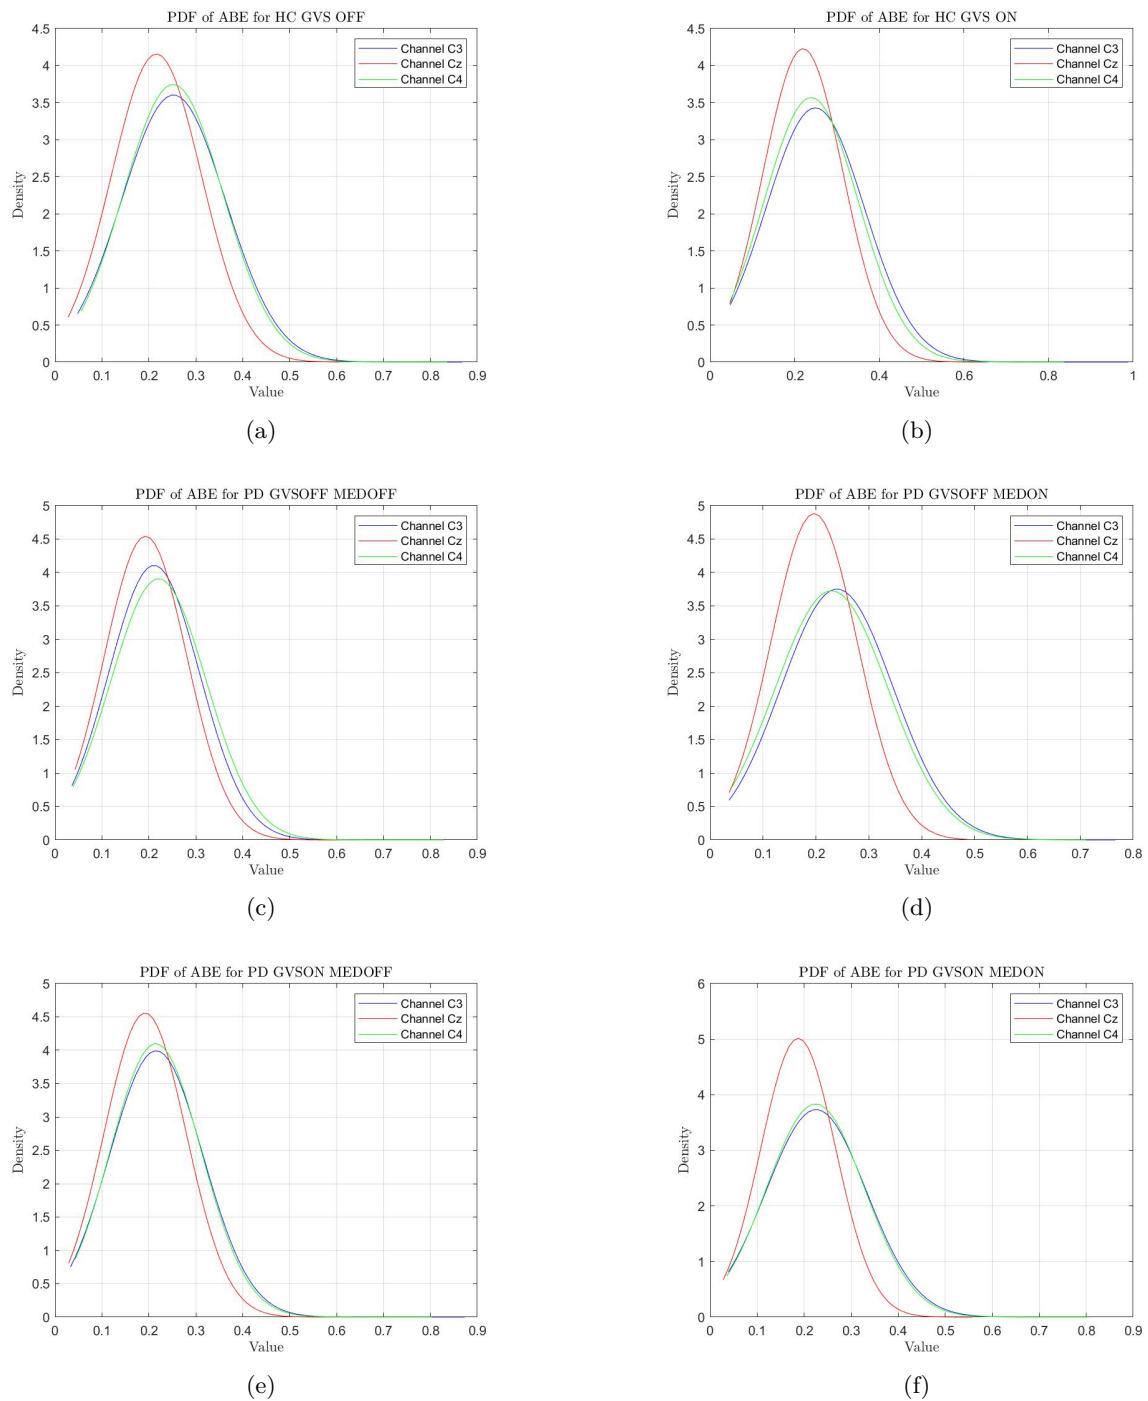 PDF of ABE for HC GVS OFF
4.5
4
3.5
3
2.5
2
1.5
1
0.5
0
Density
Channel C3
Channel Cz
Channel C4
0 0.1 0.2 0.3 0.4 0.5 0.6 0.7 0.8 0.9
Value
(a)
PDF of ABE for HC GVS ON
4.5
4
3.5
3
2.5
2
1.5
1
0.5
0
Density
Channel C3
Channel Cz
Channel C4
0 0.2 0.4 0.6 0.8 1
Value
(b)
PDF of ABE for PD GVSOFF MEDOFF
5
4.5
4
3.5
3
2.5
2
1.5
1
0.5
0
Density
Channel C3
Channel Cz
Channel C4
0 0.1 0.2 0.3 0.4 0.5 0.6 0.7 0.8 0.9
Value
(c)
PDF of ABE for PD GVSOFF MEDON
5
4.5
4
3.5
3
2.5
2
1.5
1
0.5
0
Density
Channel C3
Channel Cz
Channel C4
0 0.1 0.2 0.3 0.4 0.5 0.6 0.7 0.8
Value
(d)
PDF of ABE for PD GVSON MEDOFF
5
4.5
4
3.5
3
2.5
2
1.5
1
0.5
0
Density
Channel C3
Channel Cz
Channel C4
0 0.1 0.2 0.3 0.4 0.5 0.6 0.7 0.8 0.9
Value
(e)
PDF of ABE for PD GVSON MEDON
6
5
4
3
2
1
0
Density
Channel C3
Channel Cz
Channel C4
0 0.1 0.2 0.3 0.4 0.5 0.6 0.7 0.8 0.9
Value
(f)